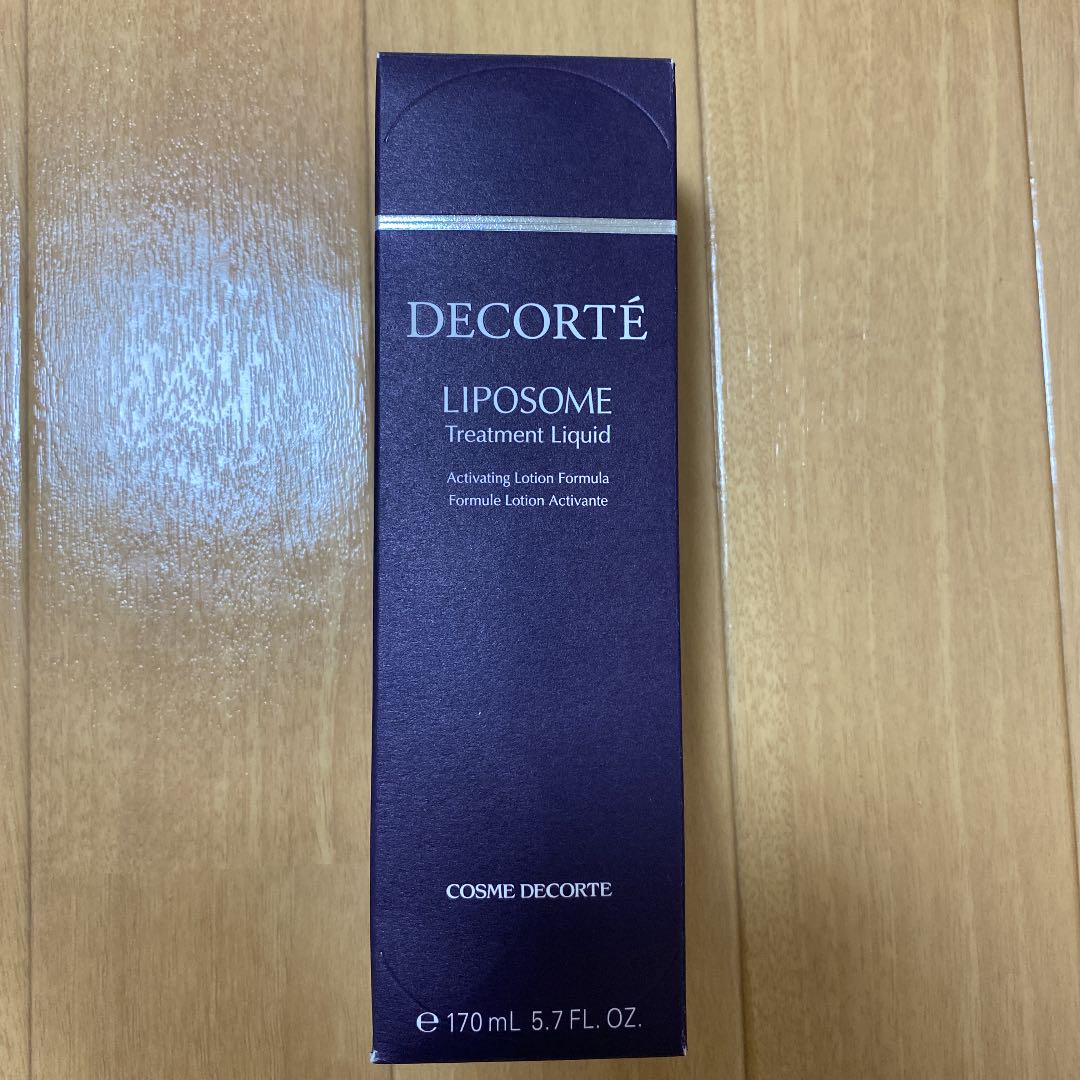 DECORTÉ
LIPOSOME
Treatment Liquid
Activating Lotion Formula
Formule Lotion Activante
COSME DECORTE
℮ 170 mL 5.7 FL. OZ.